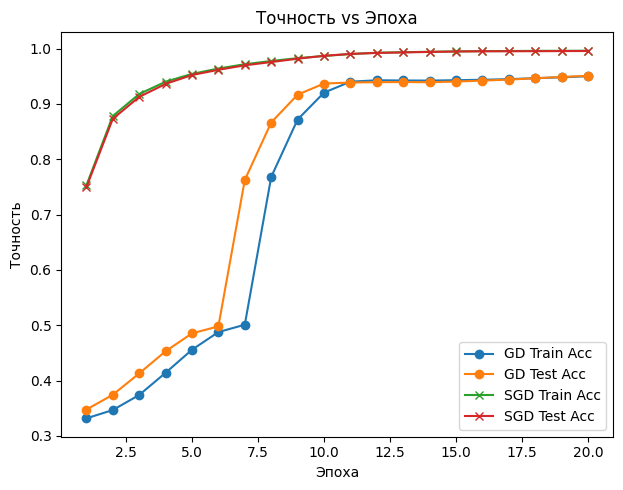 Точность vs Эпоха
1.0
0.9
0.8
0.7
0.6
0.5
0.4
0.3
Точность
2.5 5.0 7.5 10.0 12.5 15.0 17.5 20.0
Эпоха
GD Train Acc
GD Test Acc
SGD Train Acc
SGD Test Acc